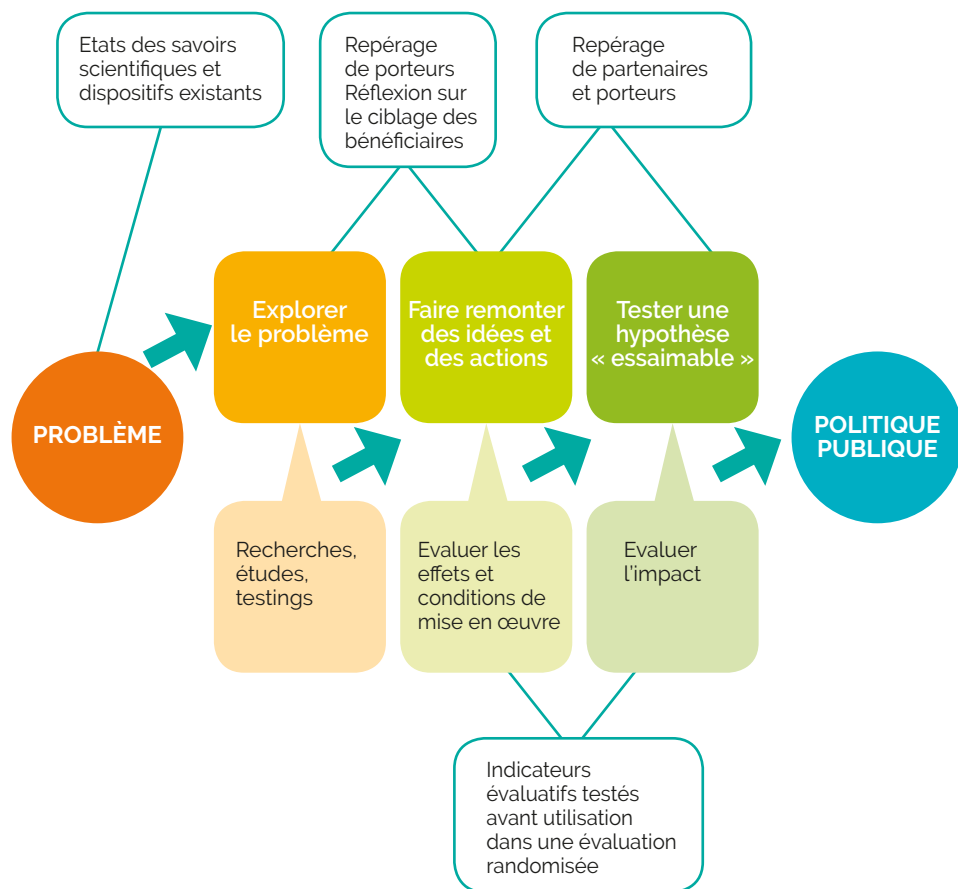 Etats des savoirs
scientifiques et
dispositifs existants
Repérage
de porteurs
Réflexion sur
le ciblage des
bénéficiaires
Repérage
de partenaires
et porteurs
Explorer
le problème
Faire remonter
des idées et
des actions
Tester une
hypothèse
« essaimable »
PROBLÈME
POLITIQUE
PUBLIQUE
Recherches,
études,
testings
Evaluer les
effets et
conditions de
mise en œuvre
Evaluer
l'impact
Indicateurs
évaluatifs testés
avant utilisation
dans une évaluation
randomisée